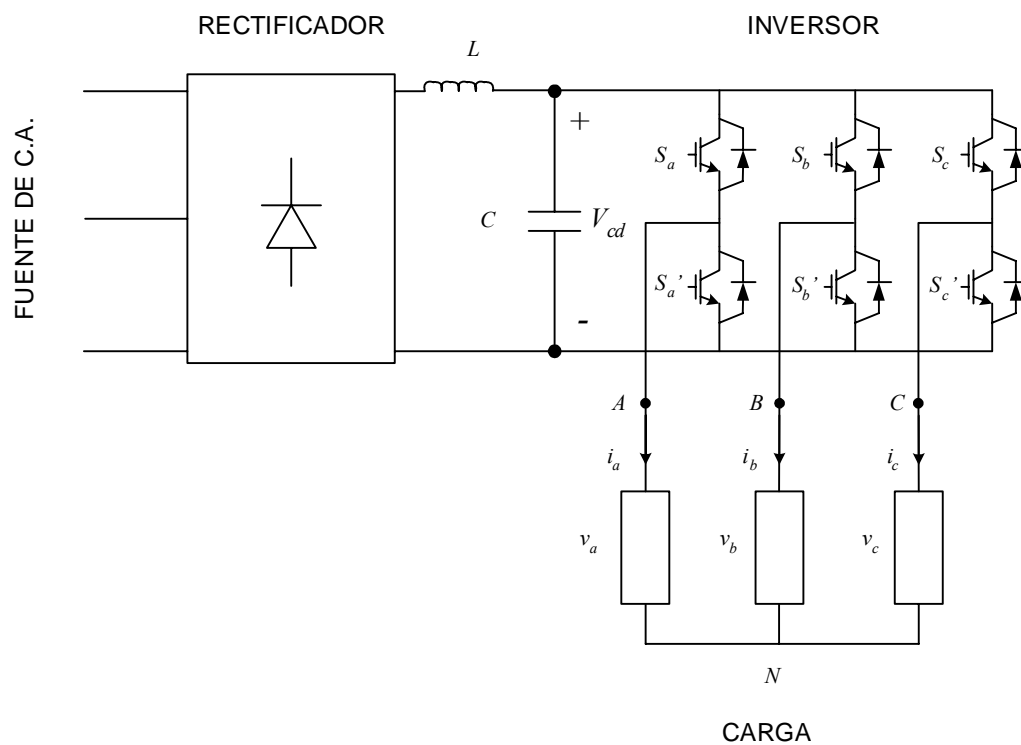 RECTIFICADOR
INVERSOR
L
FUENTE DE C.A.
+
C
V_cd
-
S_a
S_b
S_c
S_a’
S_b’
S_c’
A
B
C
i_a
i_b
i_c
v_a
v_b
v_c
N
CARGA